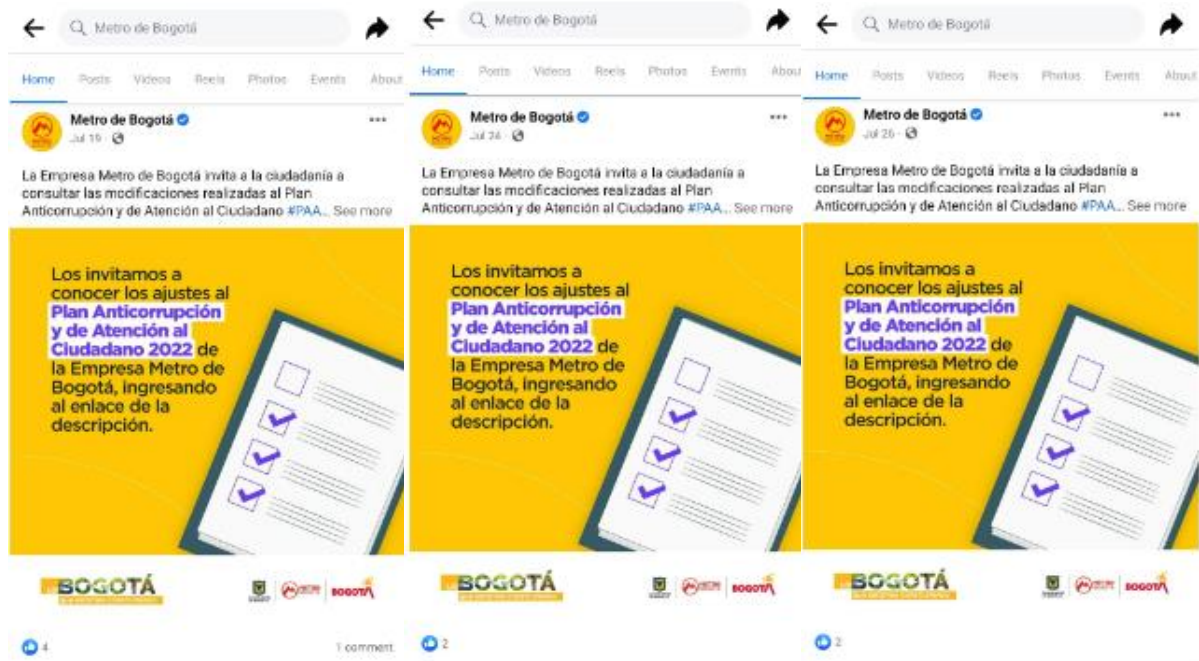 Metro de Bogotá
Home Posts Videos Reels Photos Events About
Metro de Bogotá
Jul 19
La Empresa Metro de Bogotá invita a la ciudadanía a
consultar las modificaciones realizadas al Plan
Anticorrupción y de Atención al Ciudadano #PAA... See more
Los invitamos a
conocer los ajustes al
Plan Anticorrupción
y de Atención al
Ciudadano 2022 de
la Empresa Metro de
Bogotá, ingresando
al enlace de la
descripción.
BOGOTÁ
METRO
BOGOTÁ
4
1 comment
Metro de Bogotá
Home Posts Videos Reels Photos Events About
Metro de Bogotá
Jul 24
La Empresa Metro de Bogotá invita a la ciudadanía a
consultar las modificaciones realizadas al Plan
Anticorrupción y de Atención al Ciudadano #PAA... See more
Los invitamos a
conocer los ajustes al
Plan Anticorrupción
y de Atención al
Ciudadano 2022 de
la Empresa Metro de
Bogotá, ingresando
al enlace de la
descripción.
BOGOTÁ
METRO
BOGOTÁ
2
Metro de Bogotá
Home Posts Videos Reels Photos Events About
Metro de Bogotá
Jul 26
La Empresa Metro de Bogotá invita a la ciudadanía a
consultar las modificaciones realizadas al Plan
Anticorrupción y de Atención al Ciudadano #PAA... See more
Los invitamos a
conocer los ajustes al
Plan Anticorrupción
y de Atención al
Ciudadano 2022 de
la Empresa Metro de
Bogotá, ingresando
al enlace de la
descripción.
BOGOTÁ
METRO
BOGOTÁ
2